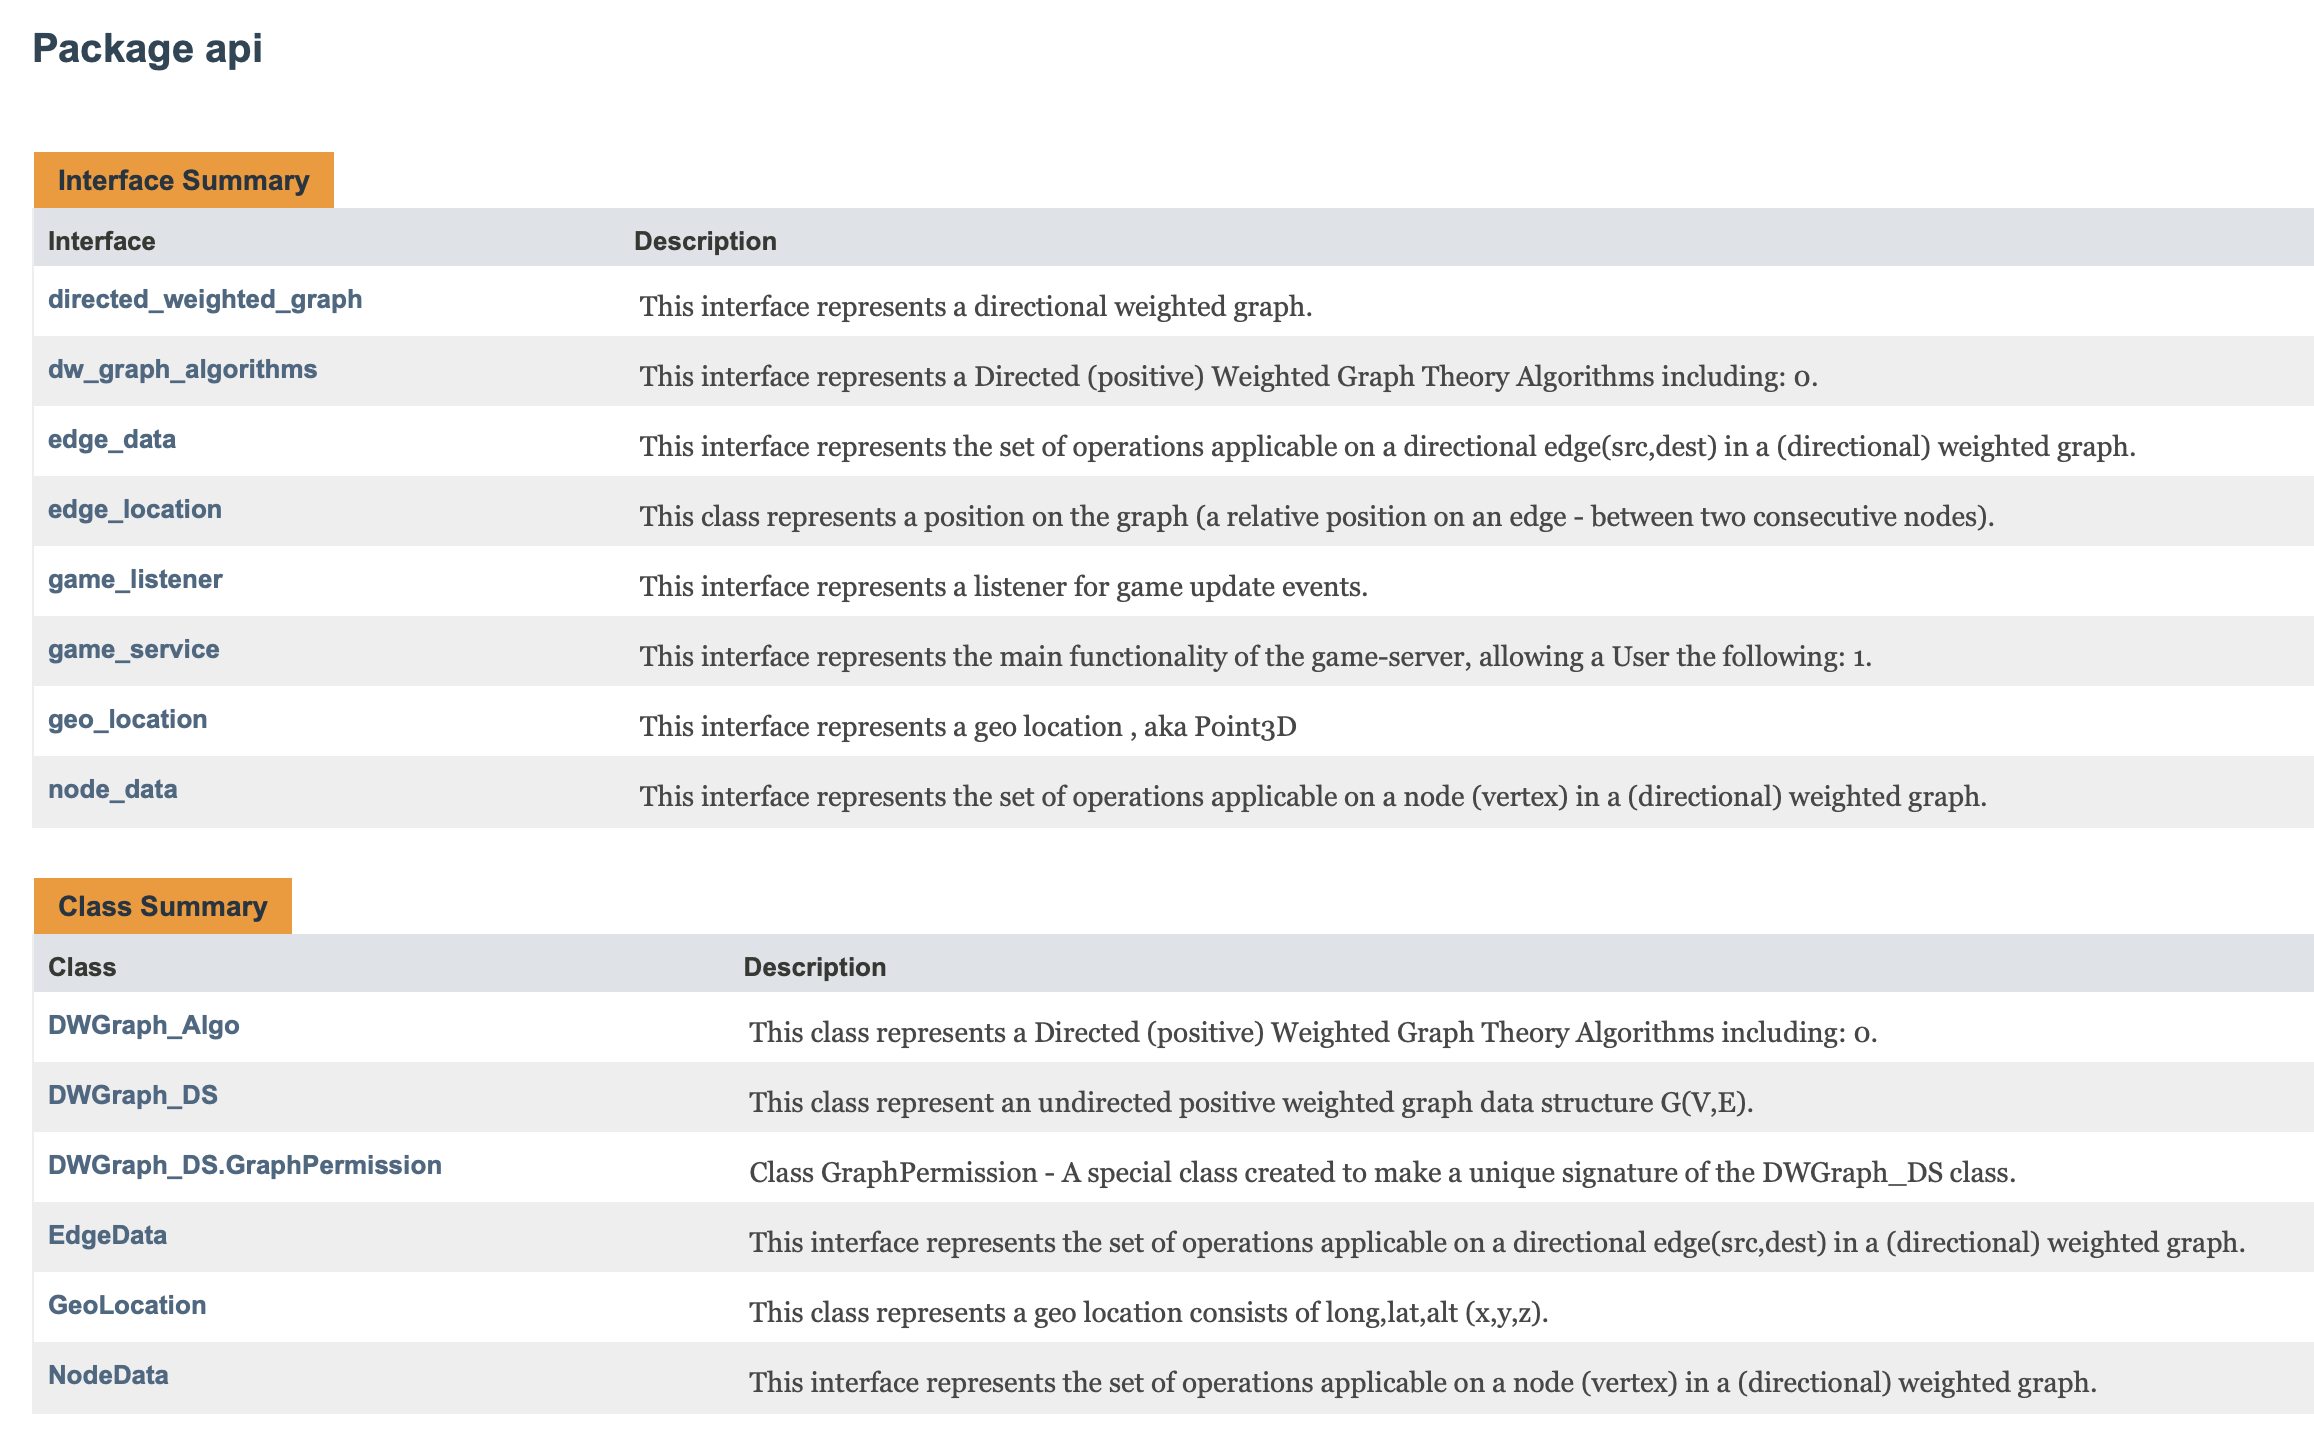 Package api
Interface Summary
Interface Description
directed_weighted_graph This interface represents a directional weighted graph.
dw_graph_algorithms This interface represents a Directed (positive) Weighted Graph Theory Algorithms including: 0.
edge_data This interface represents the set of operations applicable on a directional edge(src,dest) in a (directional) weighted graph.
edge_location This class represents a position on the graph (a relative position on an edge - between two consecutive nodes).
game_listener This interface represents a listener for game update events.
game_service This interface represents the main functionality of the game-server, allowing a User the following: 1.
geo_location This interface represents a geo location , aka Point3D
node_data This interface represents the set of operations applicable on a node (vertex) in a (directional) weighted graph.
Class Summary
Class Description
DWGraph_Algo This class represents a Directed (positive) Weighted Graph Theory Algorithms including: 0.
DWGraph_DS This class represent an undirected positive weighted graph data structure G(V,E).
DWGraph_DS.GraphPermission Class GraphPermission - A special class created to make a unique signature of the DWGraph_DS class.
EdgeData This interface represents the set of operations applicable on a directional edge(src,dest) in a (directional) weighted graph.
GeoLocation This class represents a geo location consists of long,lat,alt (x,y,z).
NodeData This interface represents the set of operations applicable on a node (vertex) in a (directional) weighted graph.